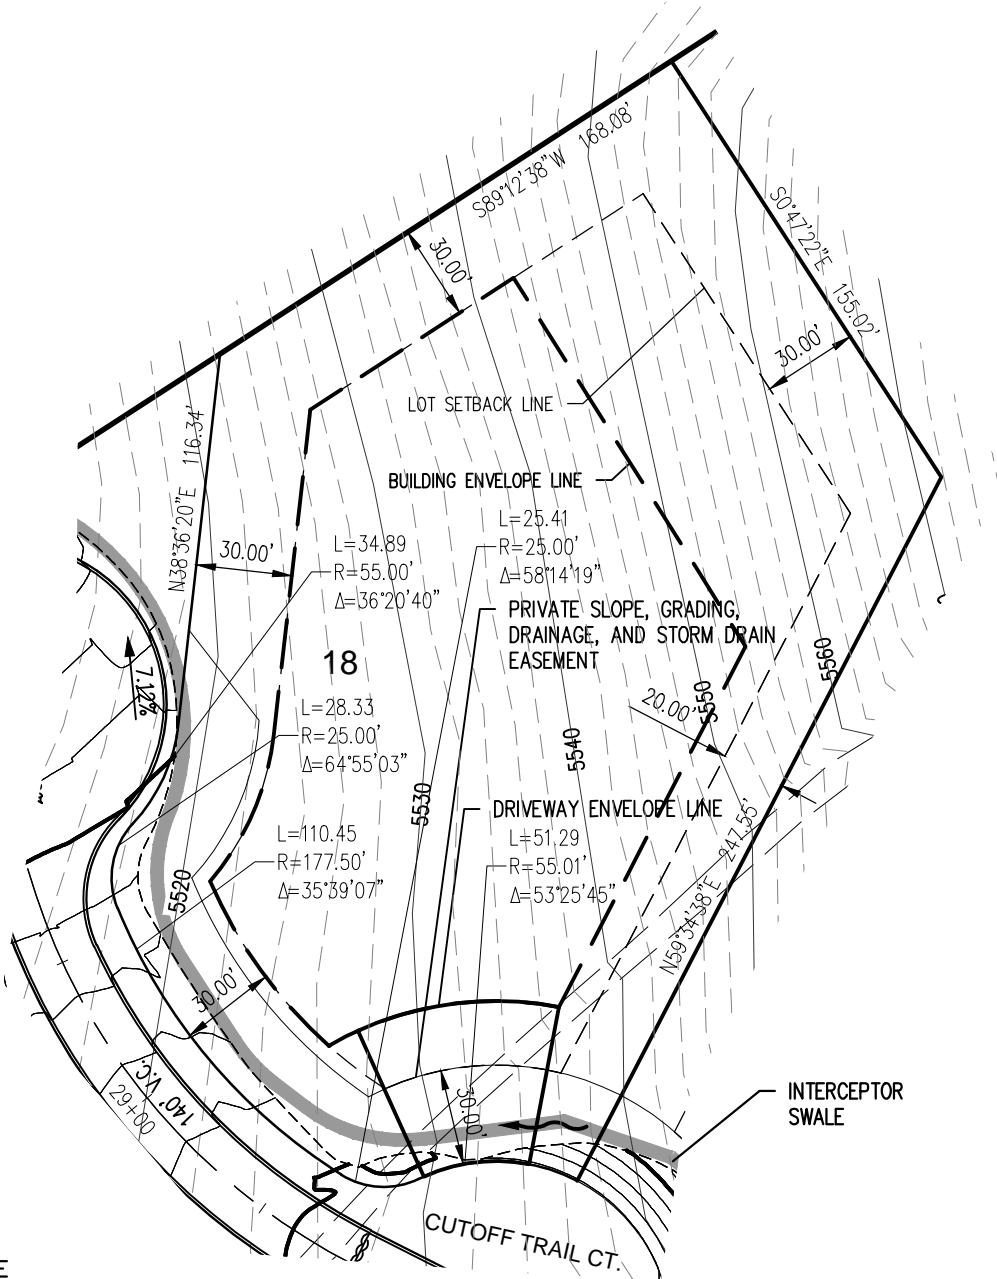 S89°12'38"W 168.08'
30.00'
S0°47'22"E 155.02'
30.00'
LOT SETBACK LINE
N38°36'20"E 116.34'
BUILDING ENVELOPE LINE
L=25.41
R=25.00'
Δ=58°14'19"
L=34.89
R=55.00'
Δ=36°20'40"
30.00'
PRIVATE SLOPE, GRADING,
DRAINAGE, AND STORM DRAIN
EASEMENT
18
7.12%
5560
5550
20.00'
L=28.33
R=25.00'
Δ=64°55'03"
5540
5530
DRIVEWAY ENVELOPE LINE
L=51.29
R=55.01'
Δ=53°25'45"
L=110.45
R=177.50'
Δ=35°39'07"
5520
N59°34'38"E 247.55'
30.00'
30.00'
140' V.C.
29+00
INTERCEPTOR
SWALE
CUTOFF TRAIL CT.
E